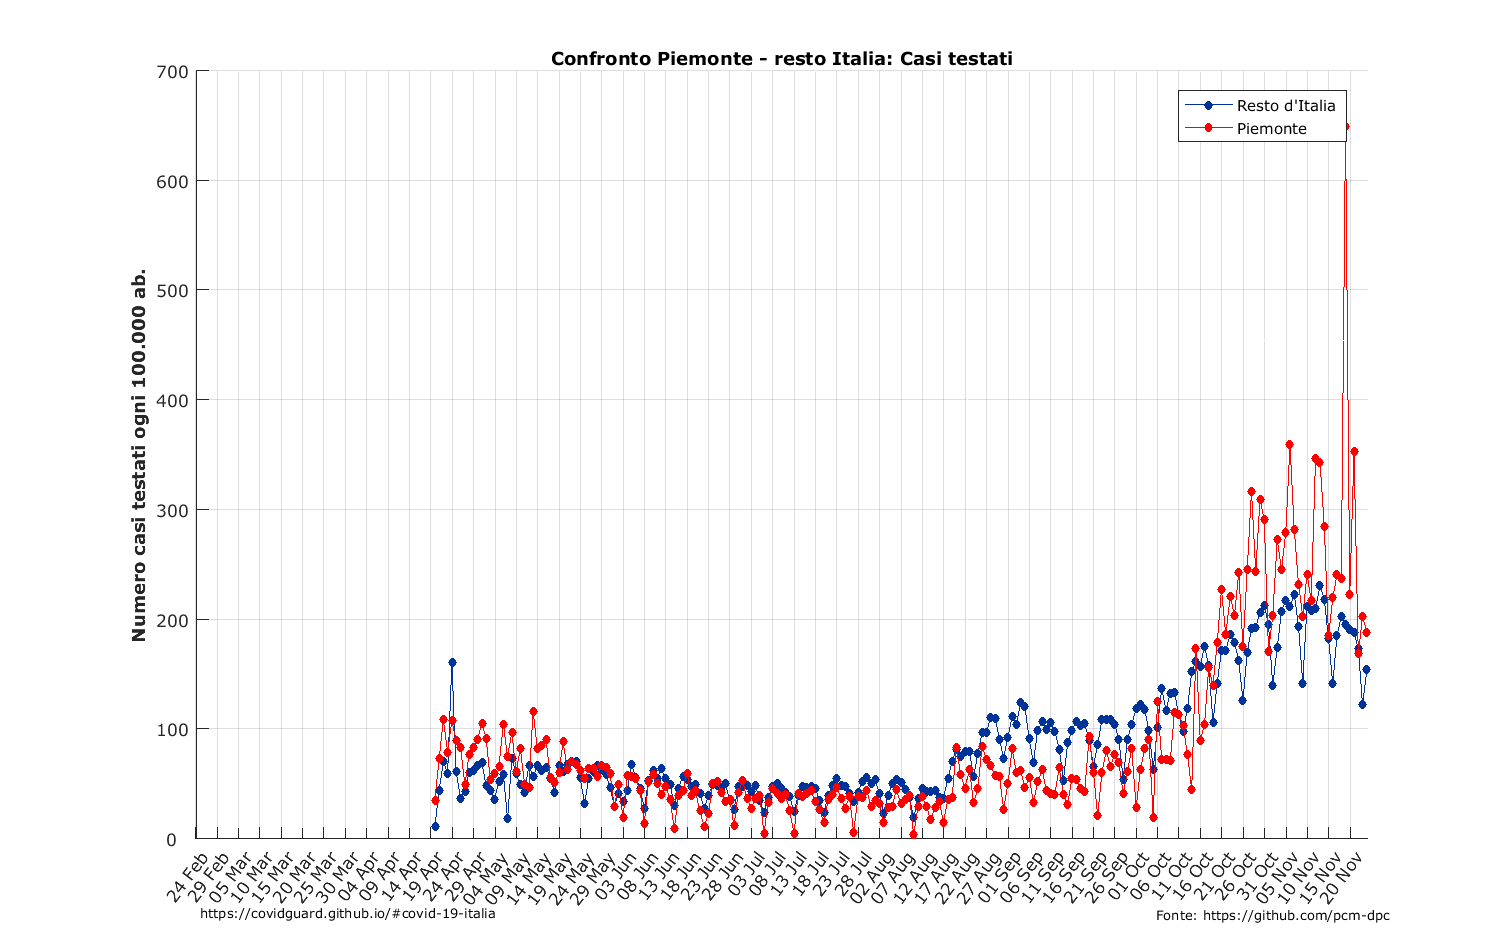 Confronto Piemonte - resto Italia: Casi testati
700
600
500
400
300
200
100
0
Numero casi testati ogni 100.000 ab.
Resto d'Italia
Piemonte
24 Feb
29 Feb
05 Mar
10 Mar
15 Mar
20 Mar
25 Mar
30 Mar
04 Apr
09 Apr
14 Apr
19 Apr
24 Apr
29 Apr
04 May
09 May
14 May
19 May
24 May
29 May
03 Jun
08 Jun
13 Jun
18 Jun
23 Jun
28 Jun
03 Jul
08 Jul
13 Jul
18 Jul
23 Jul
28 Jul
02 Aug
07 Aug
12 Aug
17 Aug
22 Aug
27 Aug
01 Sep
06 Sep
11 Sep
16 Sep
21 Sep
26 Sep
01 Oct
06 Oct
11 Oct
16 Oct
21 Oct
26 Oct
31 Oct
05 Nov
10 Nov
15 Nov
20 Nov
https://covidguard.github.io/#covid-19-italia
Fonte: https://github.com/pcm-dpc